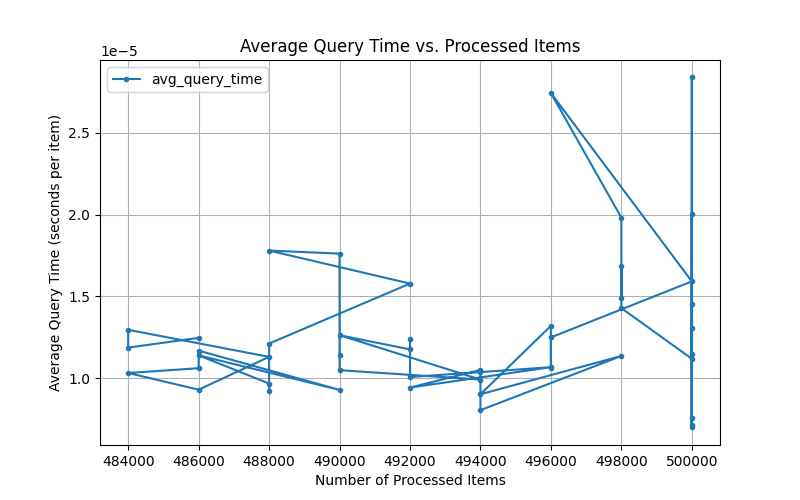 Average Query Time vs. Processed Items
1e−5
avg_query_time
2.5
2.0
1.5
1.0
Average Query Time (seconds per item)
484000 486000 488000 490000 492000 494000 496000 498000 500000
Number of Processed Items